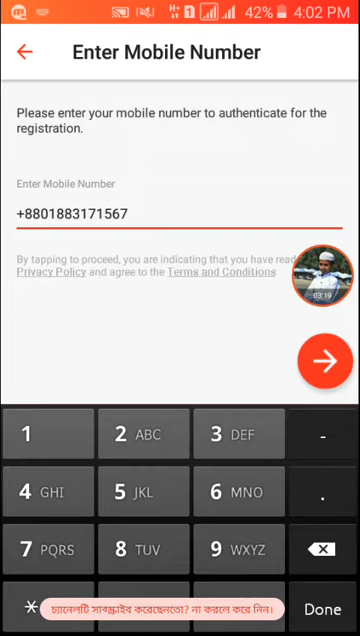 H+ 1 42% 4:02 PM
Enter Mobile Number
Please enter your mobile number to authenticate for the
registration.
Enter Mobile Number
+8801883171567
By tapping to proceed, you are indicating that you have read
Privacy Policy and agree to the Terms and Conditions
03:19
1 2 ABC 3 DEF -
4 GHI 5 JKL 6 MNO .
7 PQRS 8 TUV 9 WXYZ
* চ্যানেলটি সাবস্ক্রাইব করেছেনতো? না করলে করে নিন। Done